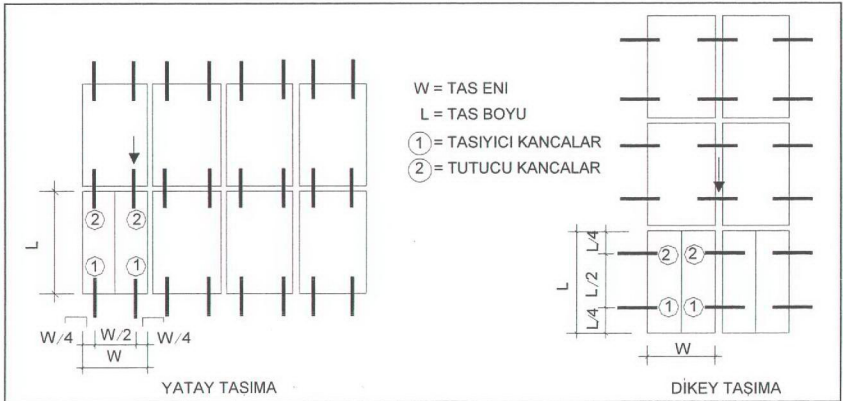 W = TAS ENI
L = TAS BOYU
1 = TASIYICI KANCALAR
2 = TUTUCU KANCALAR
2 2
1 1
L
W/4 W/2 W/4
W
YATAY TASIMA
2 2
1 1
L
L/4
L/2
L/4
W
DİKEY TAŞIMA